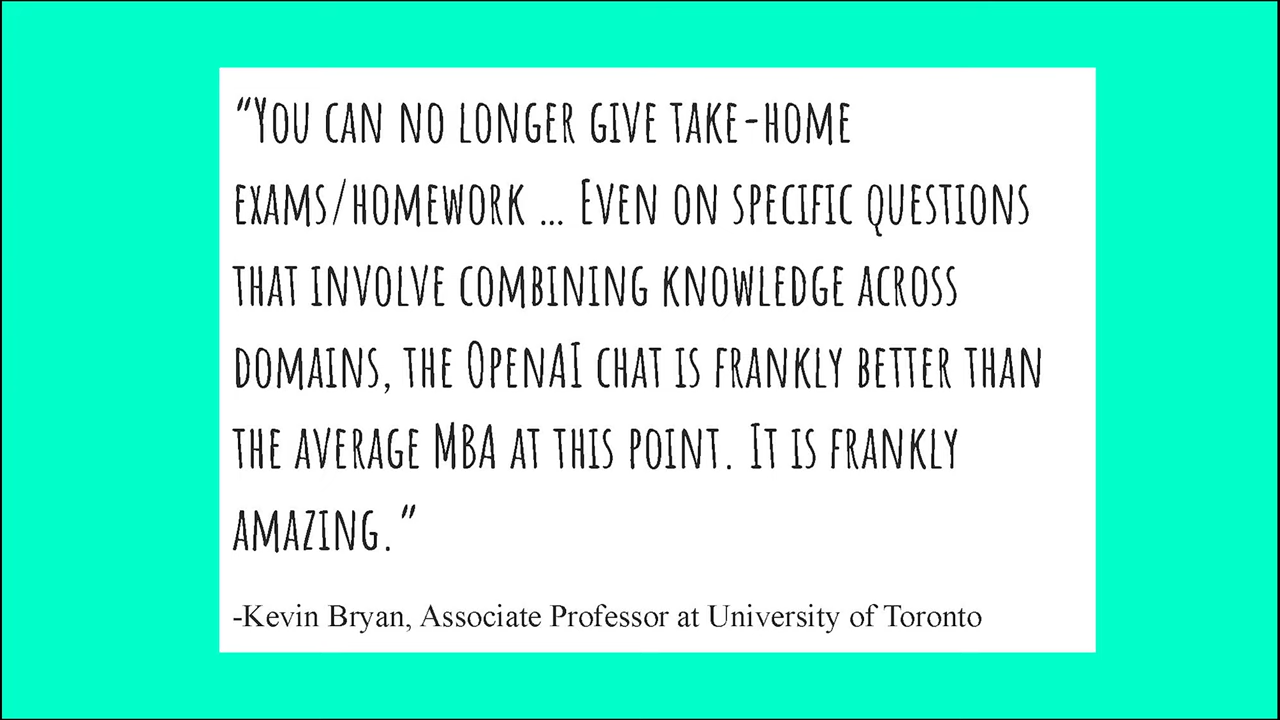 “You can no longer give take-home
exams/homework ... Even on specific questions
that involve combining knowledge across
domains, the OpenAI chat is frankly better than
the average MBA at this point. It is frankly
amazing.”
-Kevin Bryan, Associate Professor at University of Toronto